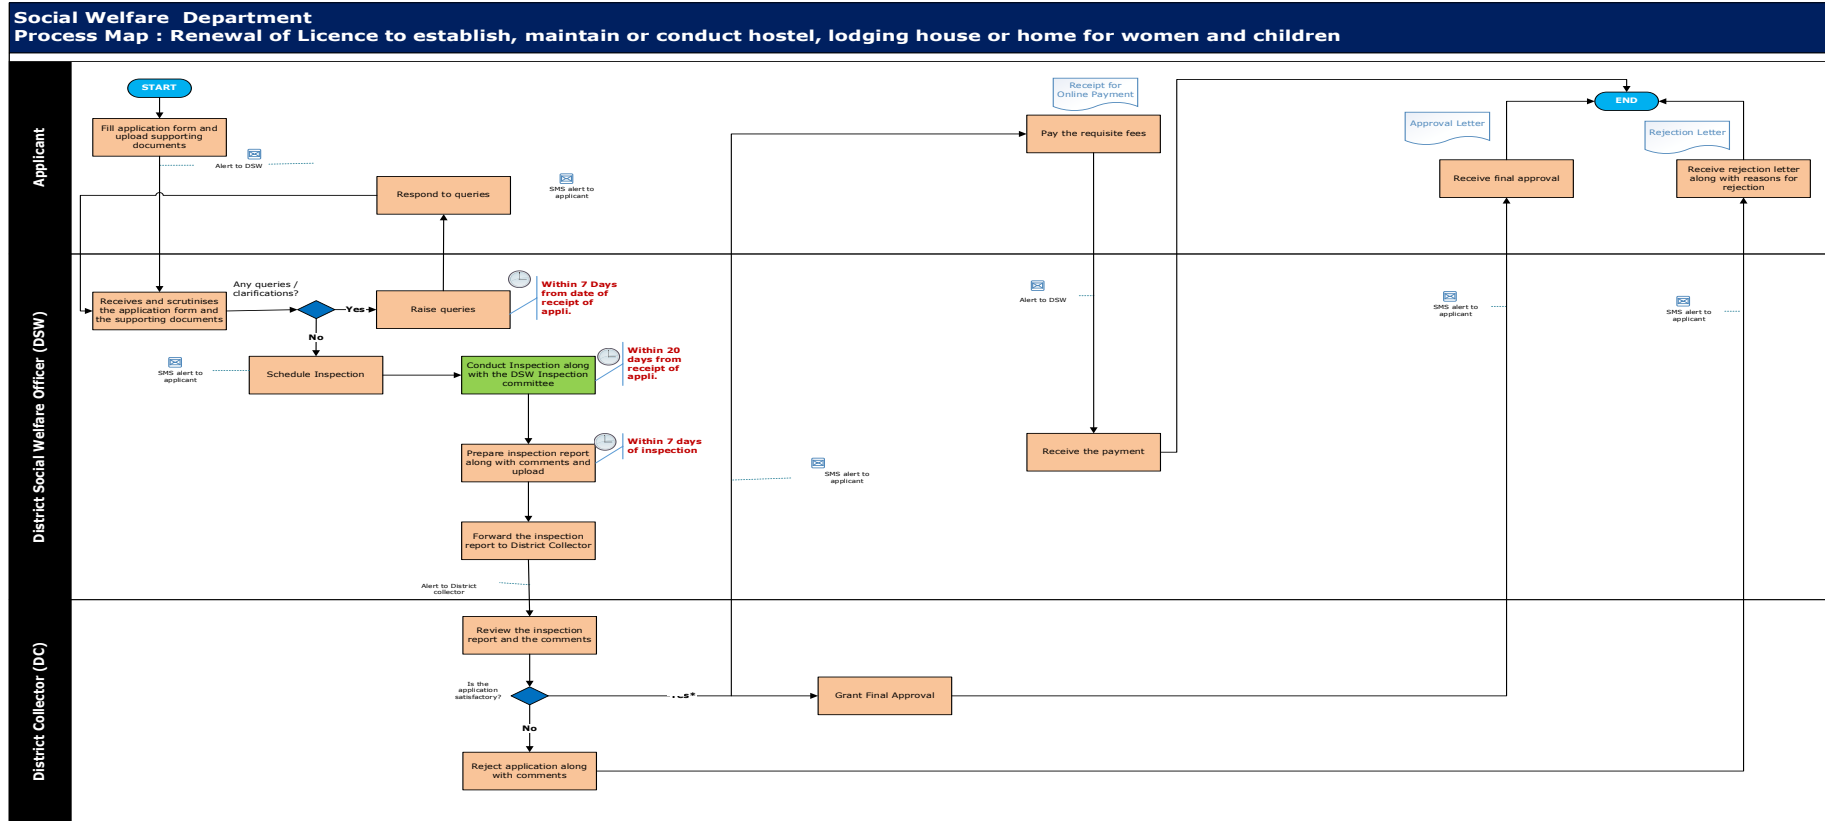 Social Welfare  Department
Process Map : Renewal of Licence to establish, maintain or conduct hostel, lodging house or home for women and children
Applicant
START
Fill application form and
upload supporting
documents
Alert to DSW
Respond to queries
SMS alert to
applicant
Receipt for
Online Payment
Pay the requisite fees
Approval Letter
END
Rejection Letter
Receive final approval
Receive rejection letter
along with reasons for
rejection
District Social Welfare Officer (DSW)
Receives and scrutinises
the application form and
the supporting documents
Any queries /
clarifications?
Yes
No
Raise queries
Within 7 Days
from date of
receipt of
appli.
SMS alert to
applicant
Schedule Inspection
Conduct Inspection along
with the DSW Inspection
committee
Within 20
days from
receipt of
appli.
Prepare inspection report
along with comments and
upload
Within 7 days
of inspection
Forward the inspection
report to District Collector
Alert to District
collector
SMS alert to
applicant
Alert to DSW
Receive the payment
SMS alert to
applicant
SMS alert to
applicant
District Collector (DC)
Review the inspection
report and the comments
Is the
application
satisfactory?
No
Grant Final Approval
Reject application along
with comments